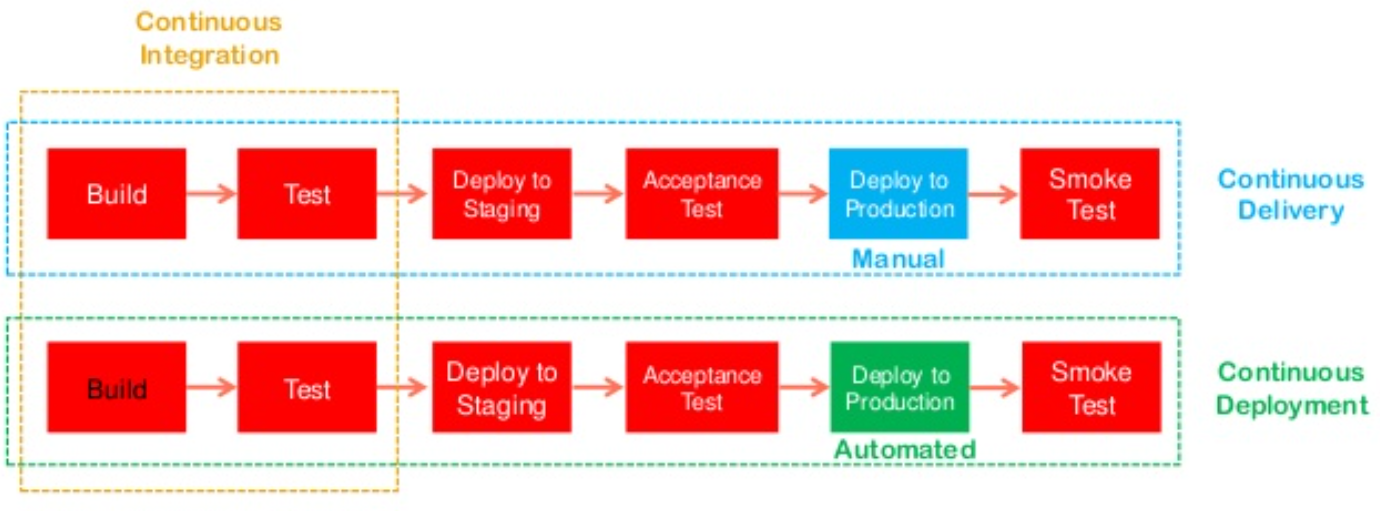 Continuous
Integration
Build
Test
Deploy to
Staging
Acceptance
Test
Deploy to
Production
Smoke
Test
Manual
Continuous
Delivery
Build
Test
Deploy to
Staging
Acceptance
Test
Deploy to
Production
Smoke
Test
Automated
Continuous
Deployment